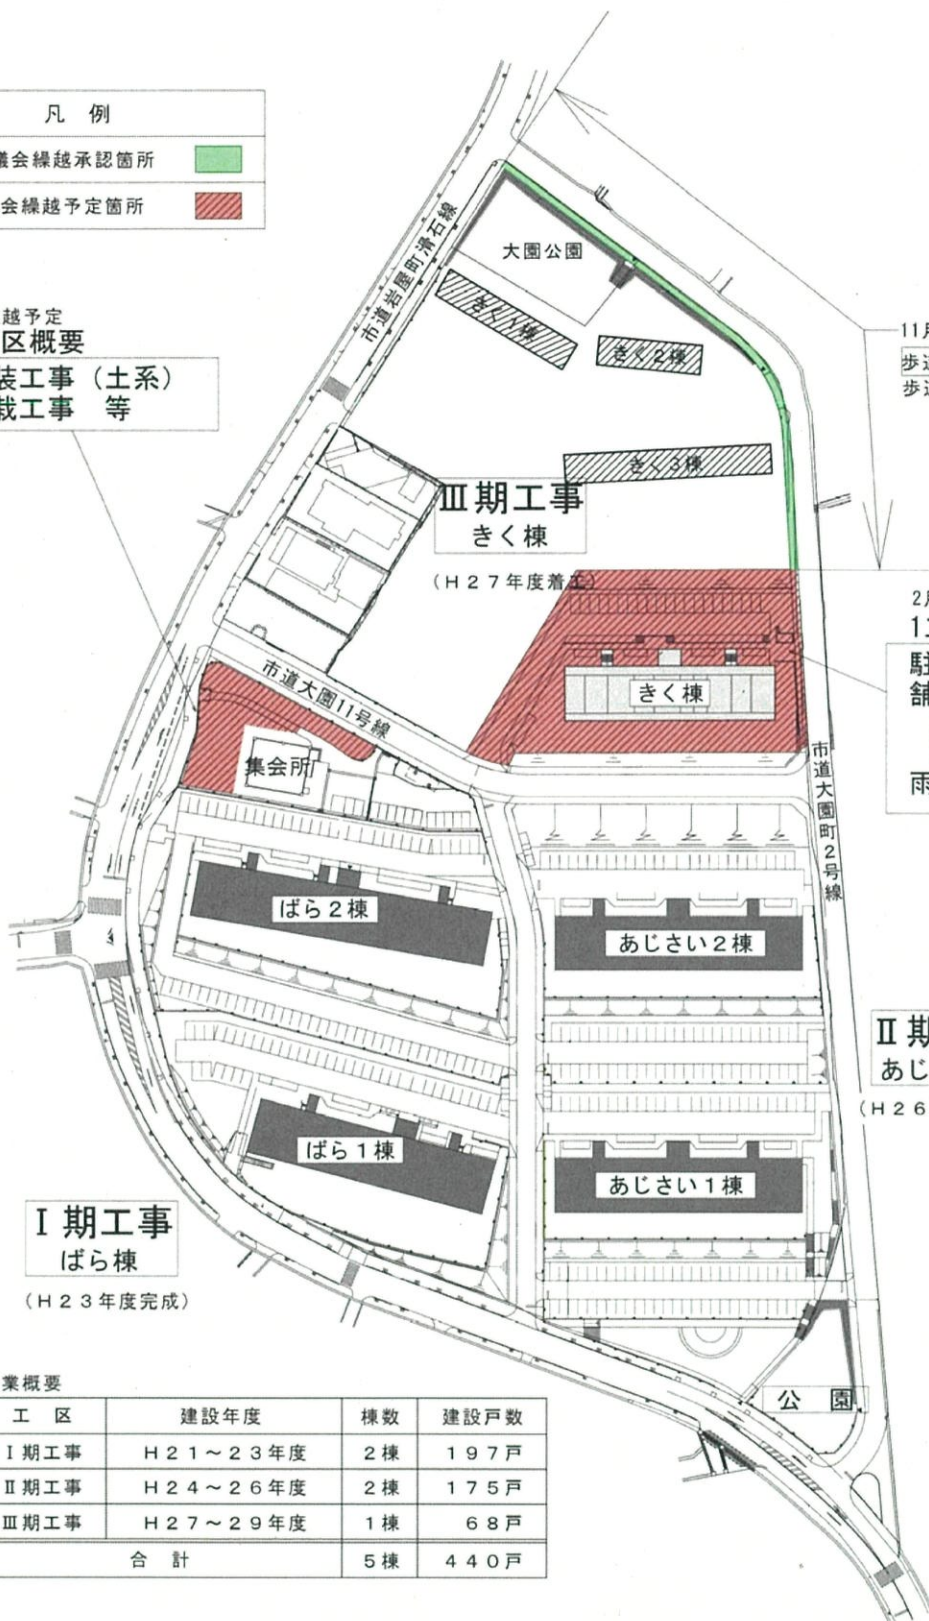 凡 例
議会繰越承認箇所
会繰越予定箇所
越予定
区概要
装工事（土系）
栽工事 等
市道岩屋町滑石線
大園公園
きく1棟
きく2棟
きく3棟
11月
歩道
歩道
Ⅲ期工事
きく棟
（Ｈ２７年度着工）
2月
駐
舗
雨
きく棟
市道大園11号線
集会所
市道大園町2号線
ばら２棟
あじさい２棟
Ⅱ期
あじ
（Ｈ２６
ばら１棟
あじさい１棟
Ⅰ期工事
ばら棟
（Ｈ２３年度完成）
公園
業概要
工 区 建設年度 棟数 建設戸数
Ⅰ期工事 Ｈ２１～２３年度 ２棟 １９７戸
Ⅱ期工事 Ｈ２４～２６年度 ２棟 １７５戸
Ⅲ期工事 Ｈ２７～２９年度 １棟 ６８戸
合 計 ５棟 ４４０戸